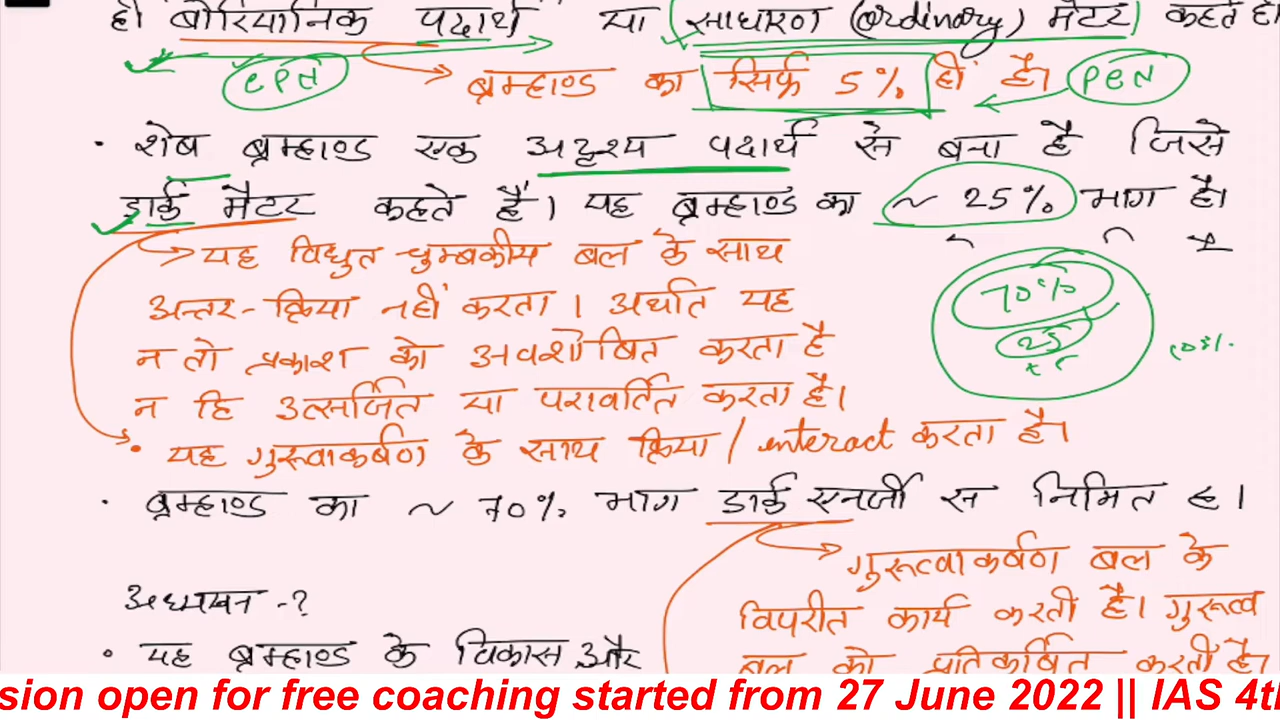 हैं। बैरियानिक पदार्थ या साधारण (ordinary) मैटर कहते हैं
ब्रम्हाण्ड का सिर्फ 5% ही है।
epn
pen
· शेष ब्रम्हाण्ड एक अदृश्य पदार्थ से बना है जिसे
डार्क मैटर कहते हैं। यह ब्रम्हाण्ड का ~ 25% भाग है।
यह विद्युत-चुम्बकीय बल के साथ
अन्तर-क्रिया नहीं करता। अर्थात यह
न तो प्रकाश को अवशोषित करता है
न हि उत्सर्जित या परावर्तित करता है।
70%
25
100%
· यह गुरूत्वाकर्षण के साथ क्रिया / interact करता है।
· ब्रम्हाण्ड का ~ 70% भाग डार्क एनर्जी स निमित ह।
गुरूत्वाकर्षण बल के
विपरीत कार्य करती है। गुरूत्व
बल को प्रतिकर्षित करती है।
अध्ययन -?
· यह ब्रम्हाण्ड के विकास और
sion open for free coaching started from 27 June 2022 || IAS 4th